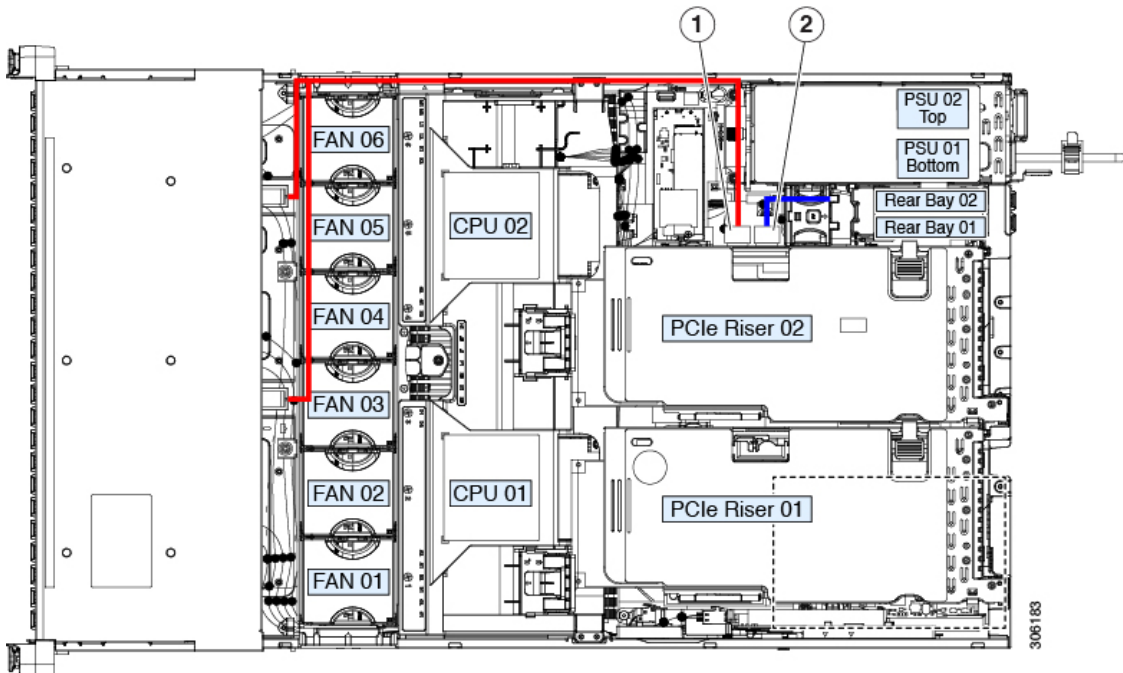 1
2
PSU 02
Top
PSU 01
Bottom
FAN 06
Rear Bay 02
FAN 05
CPU 02
Rear Bay 01
FAN 04
PCIe Riser 02
FAN 03
FAN 02
CPU 01
PCIe Riser 01
FAN 01
306183